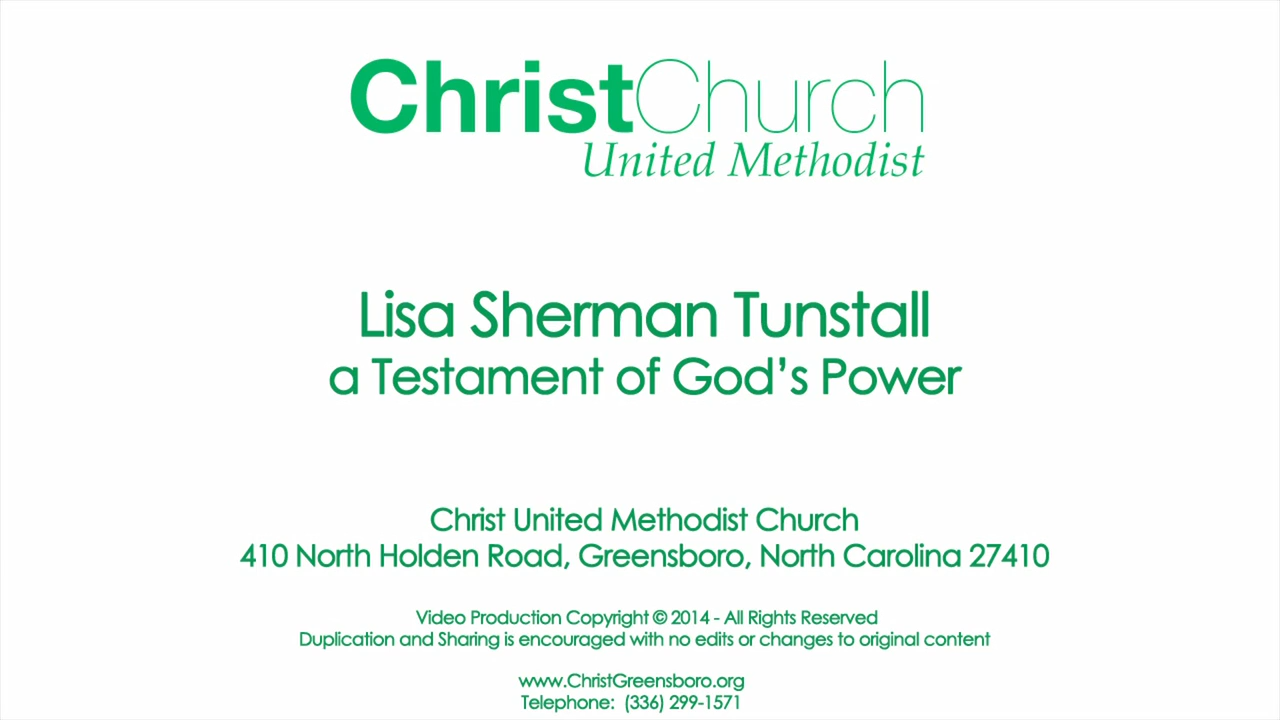 ChristChurch
United Methodist
Lisa Sherman Tunstall
a Testament of God’s Power
Christ United Methodist Church
410 North Holden Road, Greensboro, North Carolina 27410
Video Production Copyright © 2014 - All Rights Reserved
Duplication and Sharing is encouraged with no edits or changes to original content
www.ChristGreensboro.org
Telephone: (336) 299-1571